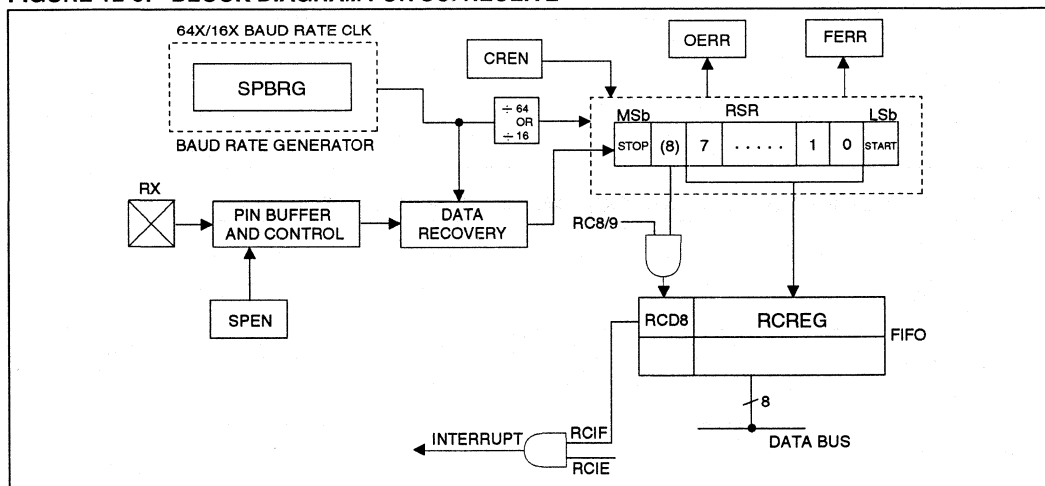 64X/16X BAUD RATE CLK
SPBRG
BAUD RATE GENERATOR
CREN
OERR
FERR
÷ 64
OR
÷ 16
MSb
RSR
LSb
STOP
(8)
7
. . . . .
1
0
START
RX
PIN BUFFER
AND CONTROL
DATA
RECOVERY
RC8/9
SPEN
RCD8
RCREG
FIFO
8
DATA BUS
INTERRUPT
RCIF
RCIE